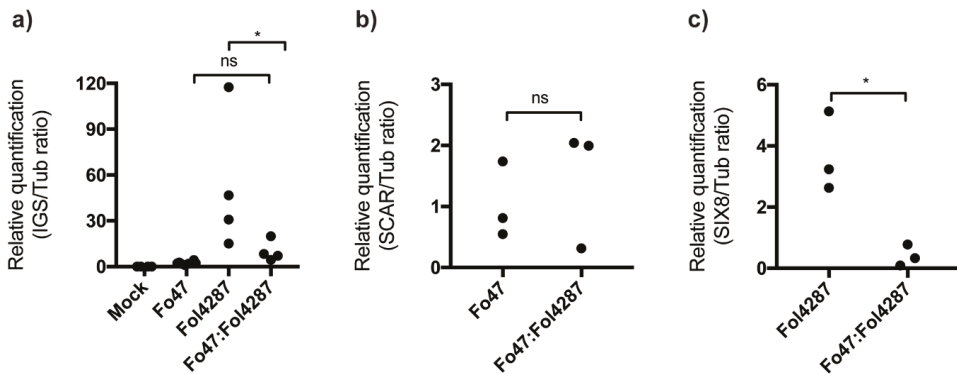 a)
Relative quantification
(IGS/Tub ratio)
120
90
60
30
0
*
ns
Mock
Fo47
Fol4287
Fo47:Fol4287
b)
Relative quantification
(SCAR/Tub ratio)
3
2
1
0
ns
Fo47
Fo47:Fol4287
c)
Relative quantification
(SIX8/Tub ratio)
6
4
2
0
*
Fol4287
Fo47:Fol4287